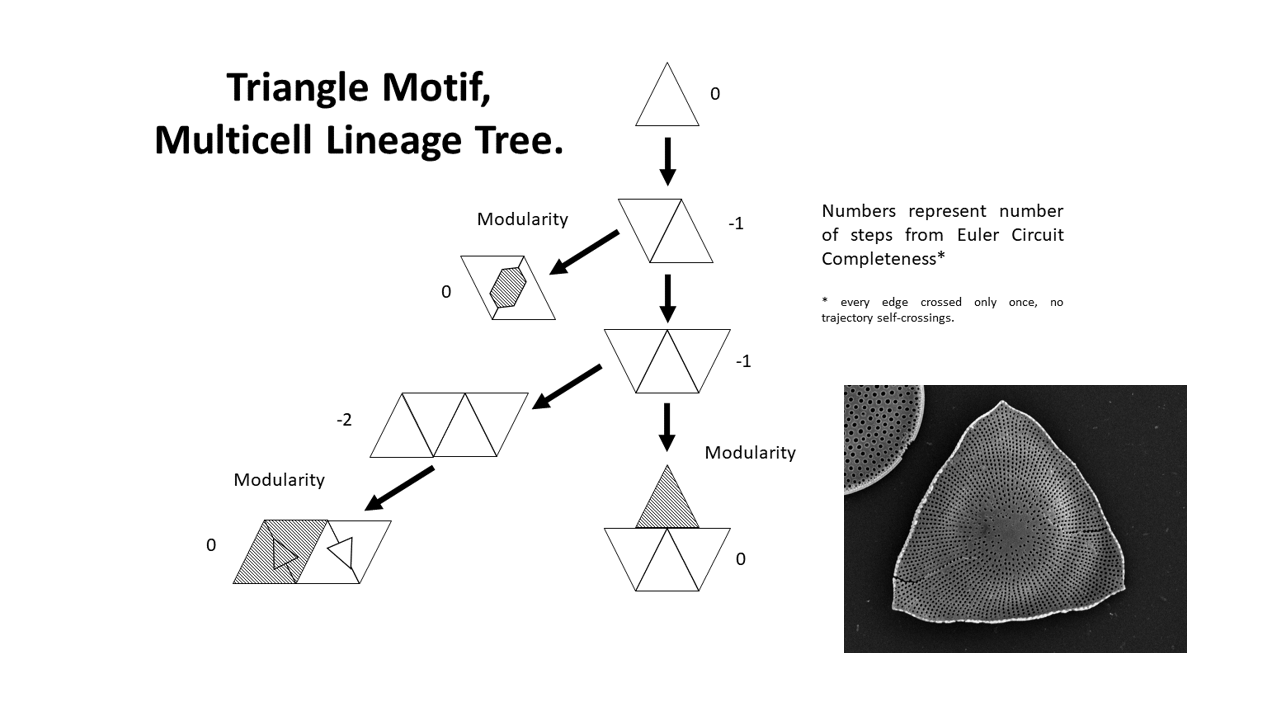 Triangle Motif,
Multicell Lineage Tree.
0
-1
Modularity
0
Numbers represent number
of steps from Euler Circuit
Completeness*
* every edge crossed only once, no
trajectory self-crossings.
-1
-2
Modularity
Modularity
0
0